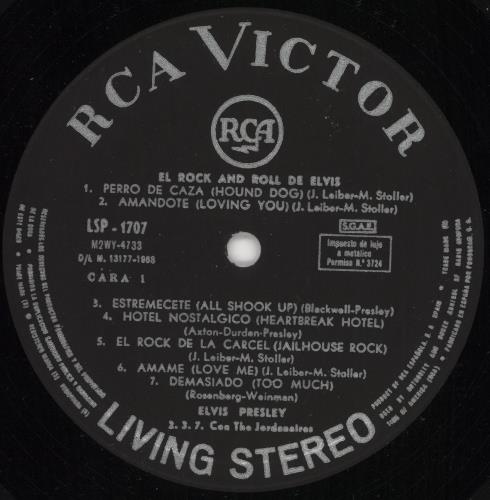 RCA VICTOR
RCA
EL ROCK AND ROLL DE ELVIS
1. PERRO DE CAZA (HOUND DOG) (J. Leiber-M. Stoller)
2. AMANDOTE (LOVING YOU) (J. Leiber-M. Stoller)
LSP - 1707
M2WY-4733
D/L M. 13177-1968
CARA 1
S.G.A.E.
Impuesto de lujo
a metálico
Permiso N.º 3724
3. ESTREMECETE (ALL SHOOK UP) (Blackwell-Presley)
4. HOTEL NOSTALGICO (HEARTBREAK HOTEL)
(Axton-Durden-Presley)
5. EL ROCK DE LA CARCEL (JAILHOUSE ROCK)
(J. Leiber-M. Stoller)
6. AMAME (LOVE ME) (J. Leiber-M. Stoller)
7. DEMASIADO (TOO MUCH)
(Rosenberg-Weinman)
ELVIS PRESLEY
2. 3. 7. Con The Jordanaires
LIVING STEREO